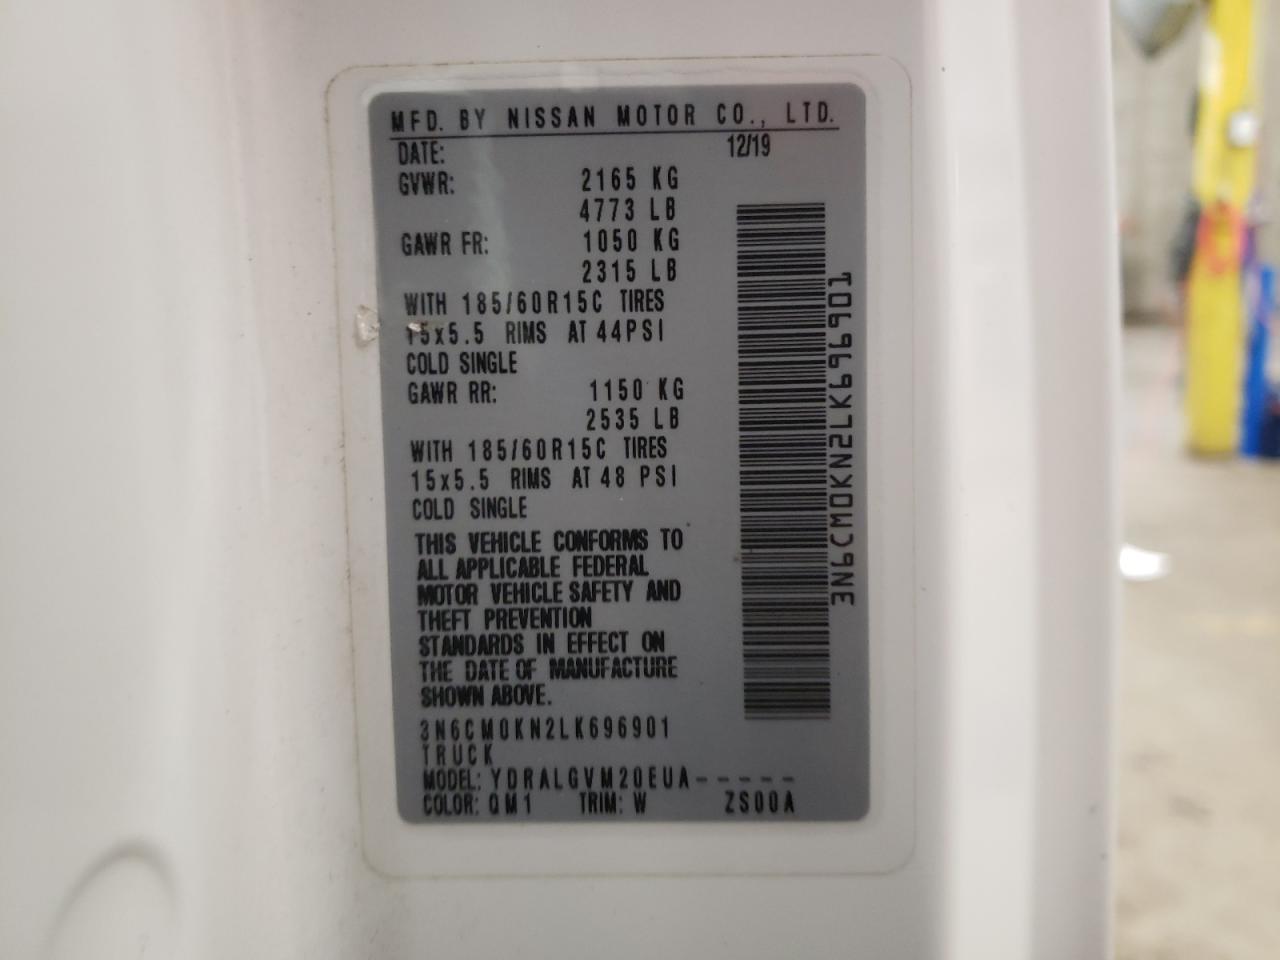 MFD. BY NISSAN MOTOR CO., LTD.
DATE: 12/19
GVWR: 2165 KG
4773 LB
GAWR FR: 1050 KG
2315 LB
WITH 185/60R15C TIRES
15x5.5 RIMS AT 44PSI
COLD SINGLE
GAWR RR: 1150 KG
2535 LB
WITH 185/60R15C TIRES
15x5.5 RIMS AT 48 PSI
COLD SINGLE
THIS VEHICLE CONFORMS TO
ALL APPLICABLE FEDERAL
MOTOR VEHICLE SAFETY AND
THEFT PREVENTION
STANDARDS IN EFFECT ON
THE DATE OF MANUFACTURE
SHOWN ABOVE.
3N6CM0KN2LK696901
TRUCK
MODEL: YDRALGVM20EUA-----
COLOR: QM1 TRIM: W ZS00A
3N6CM0KN2LK696901